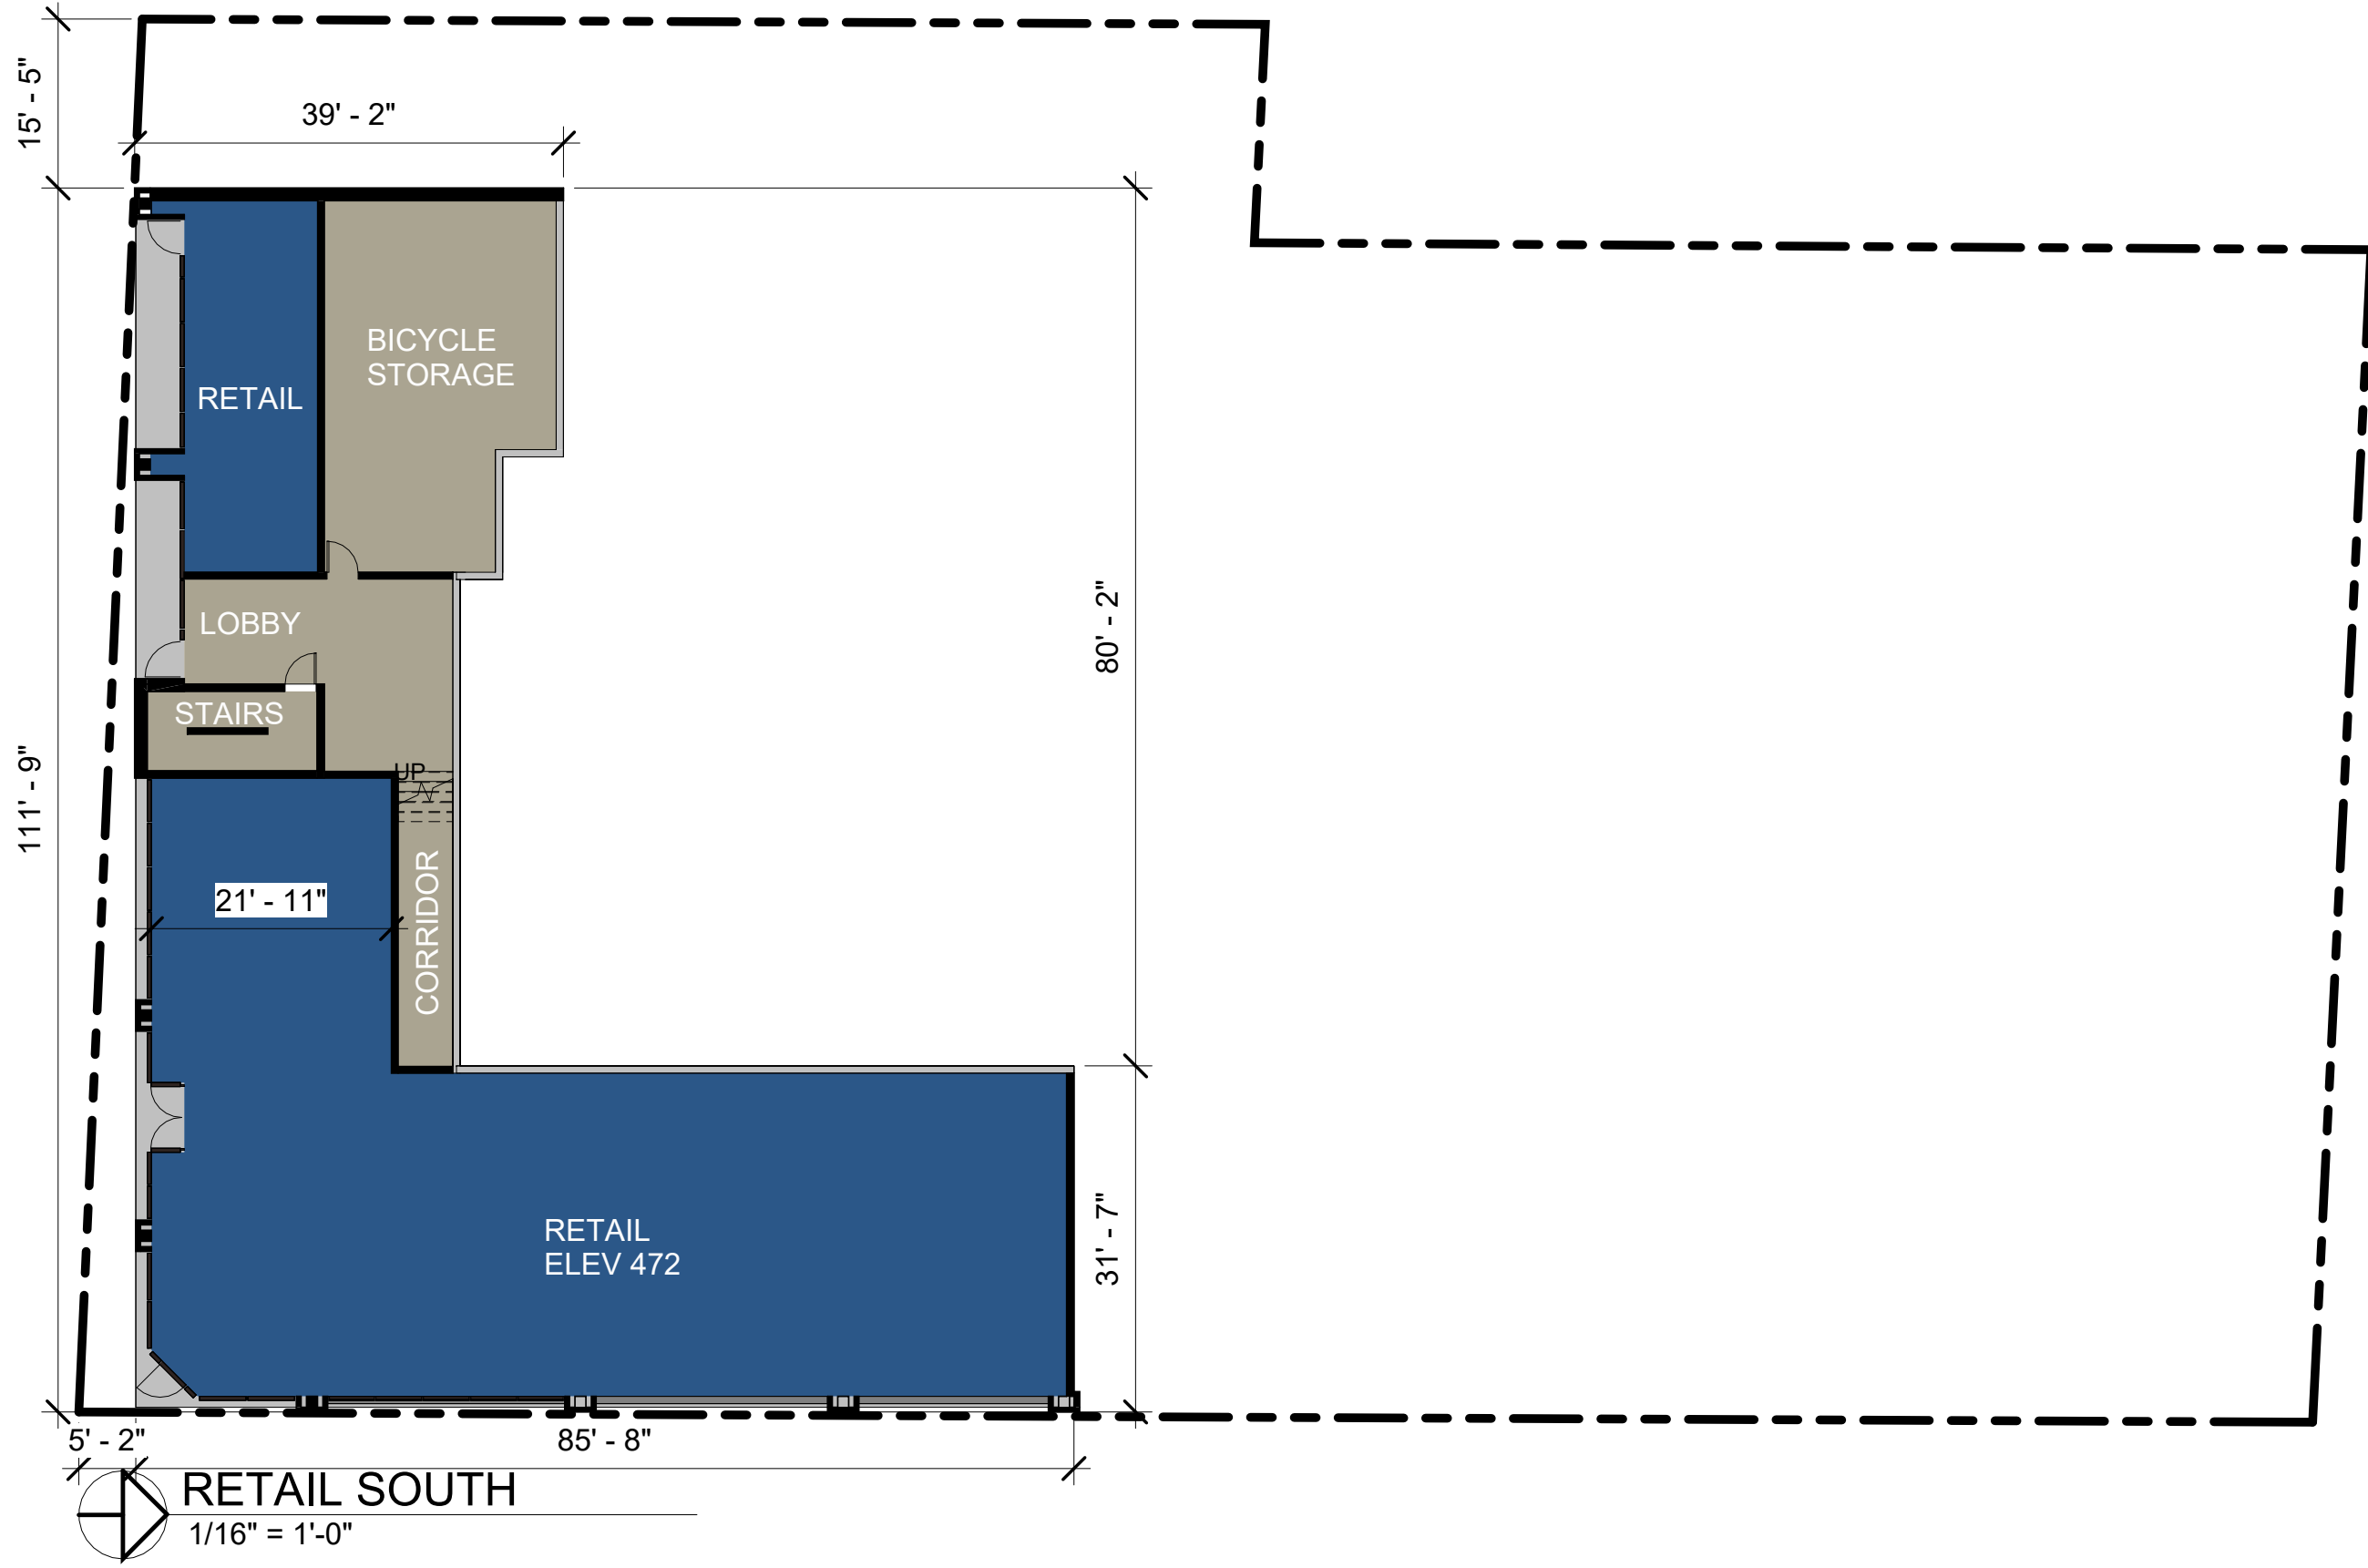 15' - 5"
39' - 2"
BICYCLE
STORAGE
RETAIL
LOBBY
80' - 2"
STAIRS
UP
111' - 9"
21' - 11"
CORRIDOR
31' - 7"
RETAIL
ELEV 472
5' - 2"
85' - 8"
RETAIL SOUTH
1/16" = 1'-0"